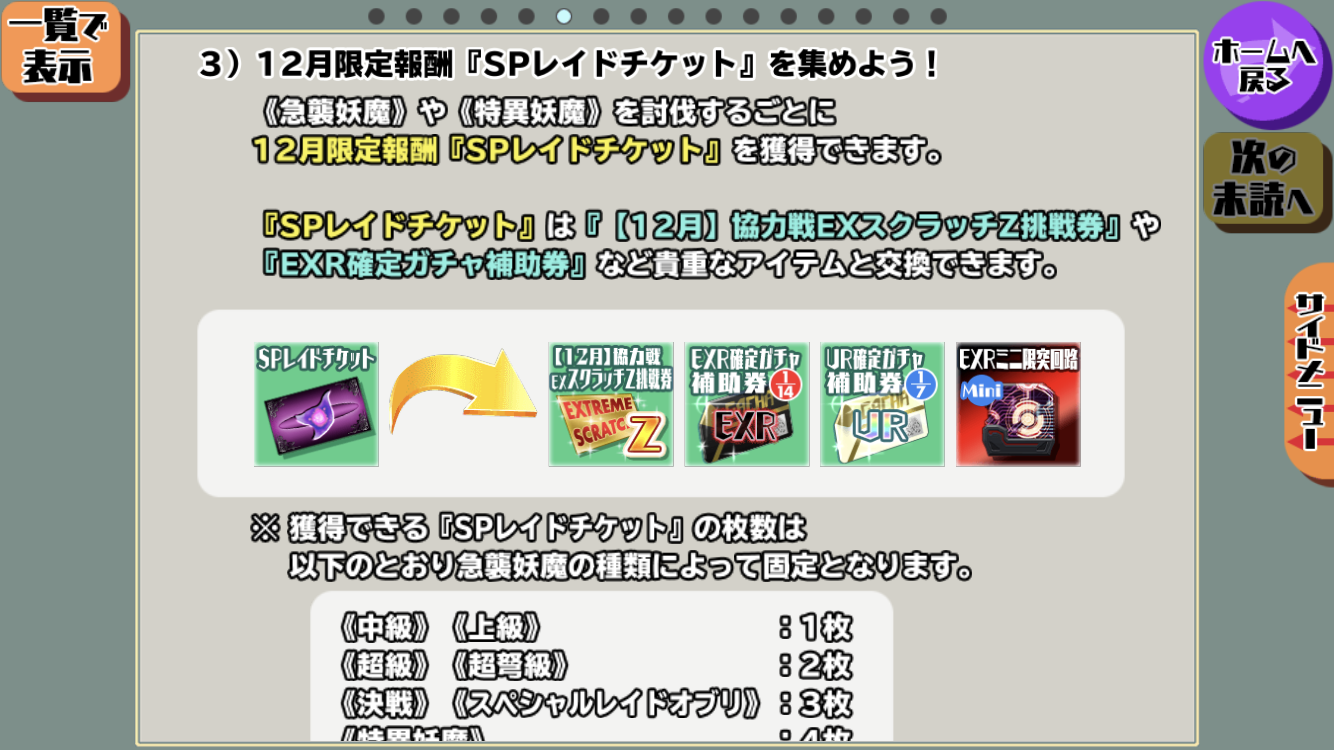 一覧で
表示
ホームへ
戻る
次の
未読へ
サイドメニュー
３）１２月限定報酬『ＳＰレイドチケット』を集めよう！
《急襲妖魔》や《特異妖魔》を討伐するごとに
１２月限定報酬『ＳＰレイドチケット』を獲得できます。
『ＳＰレイドチケット』は『【１２月】協力戦EXスクラッチZ挑戦券』や
『EXR確定ガチャ補助券』など貴重なアイテムと交換できます。
SPレイドチケット
【12月】協力戦
EXスクラッチZ挑戦券
EXTREME
SCRATCH
Z
EXR確定ガチャ
補助券
1/14
GACHA
EXR
UR確定ガチャ
補助券
1/7
GACHA
UR
EXRミニ限突回路
Mini
※ 獲得できる『SPレイドチケット』の枚数は
以下のとおり急襲妖魔の種類によって固定となります。
《中級》《上級》：１枚
《超級》《超弩級》：２枚
《決戦》《スペシャルレイドオブリ》：３枚
《特異妖魔》：４枚